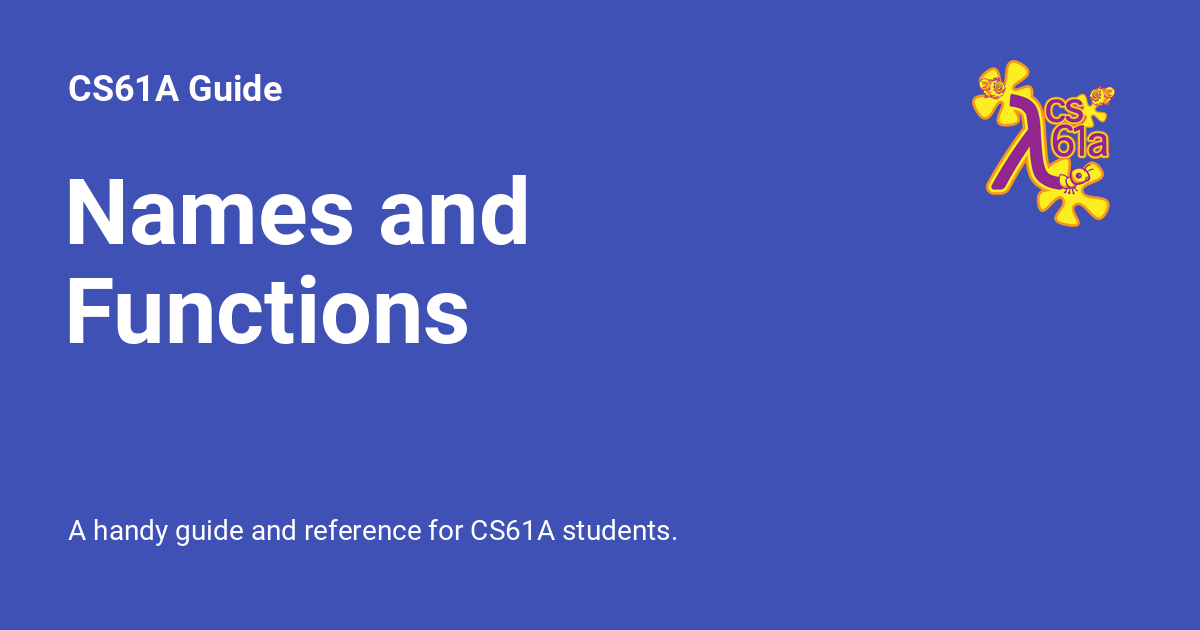 CS61A Guide
cs
61a
Names and
Functions
A handy guide and reference for CS61A students.